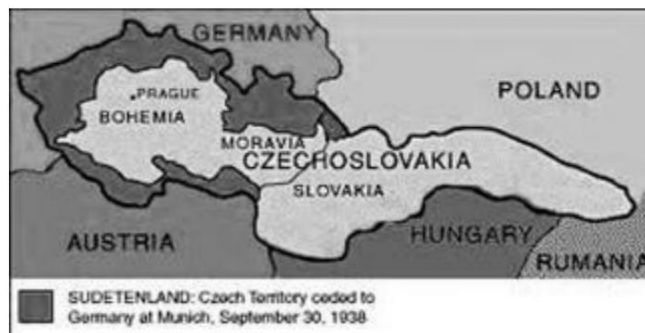 GERMANY
PRAGUE
BOHEMIA
POLAND
MORAVIA
CZECHOSLOVAKIA
SLOVAKIA
AUSTRIA
HUNGARY
RUMANIA
SUDETENLAND: Czech Territory ceded to
Germany at Munich, September 30, 1938